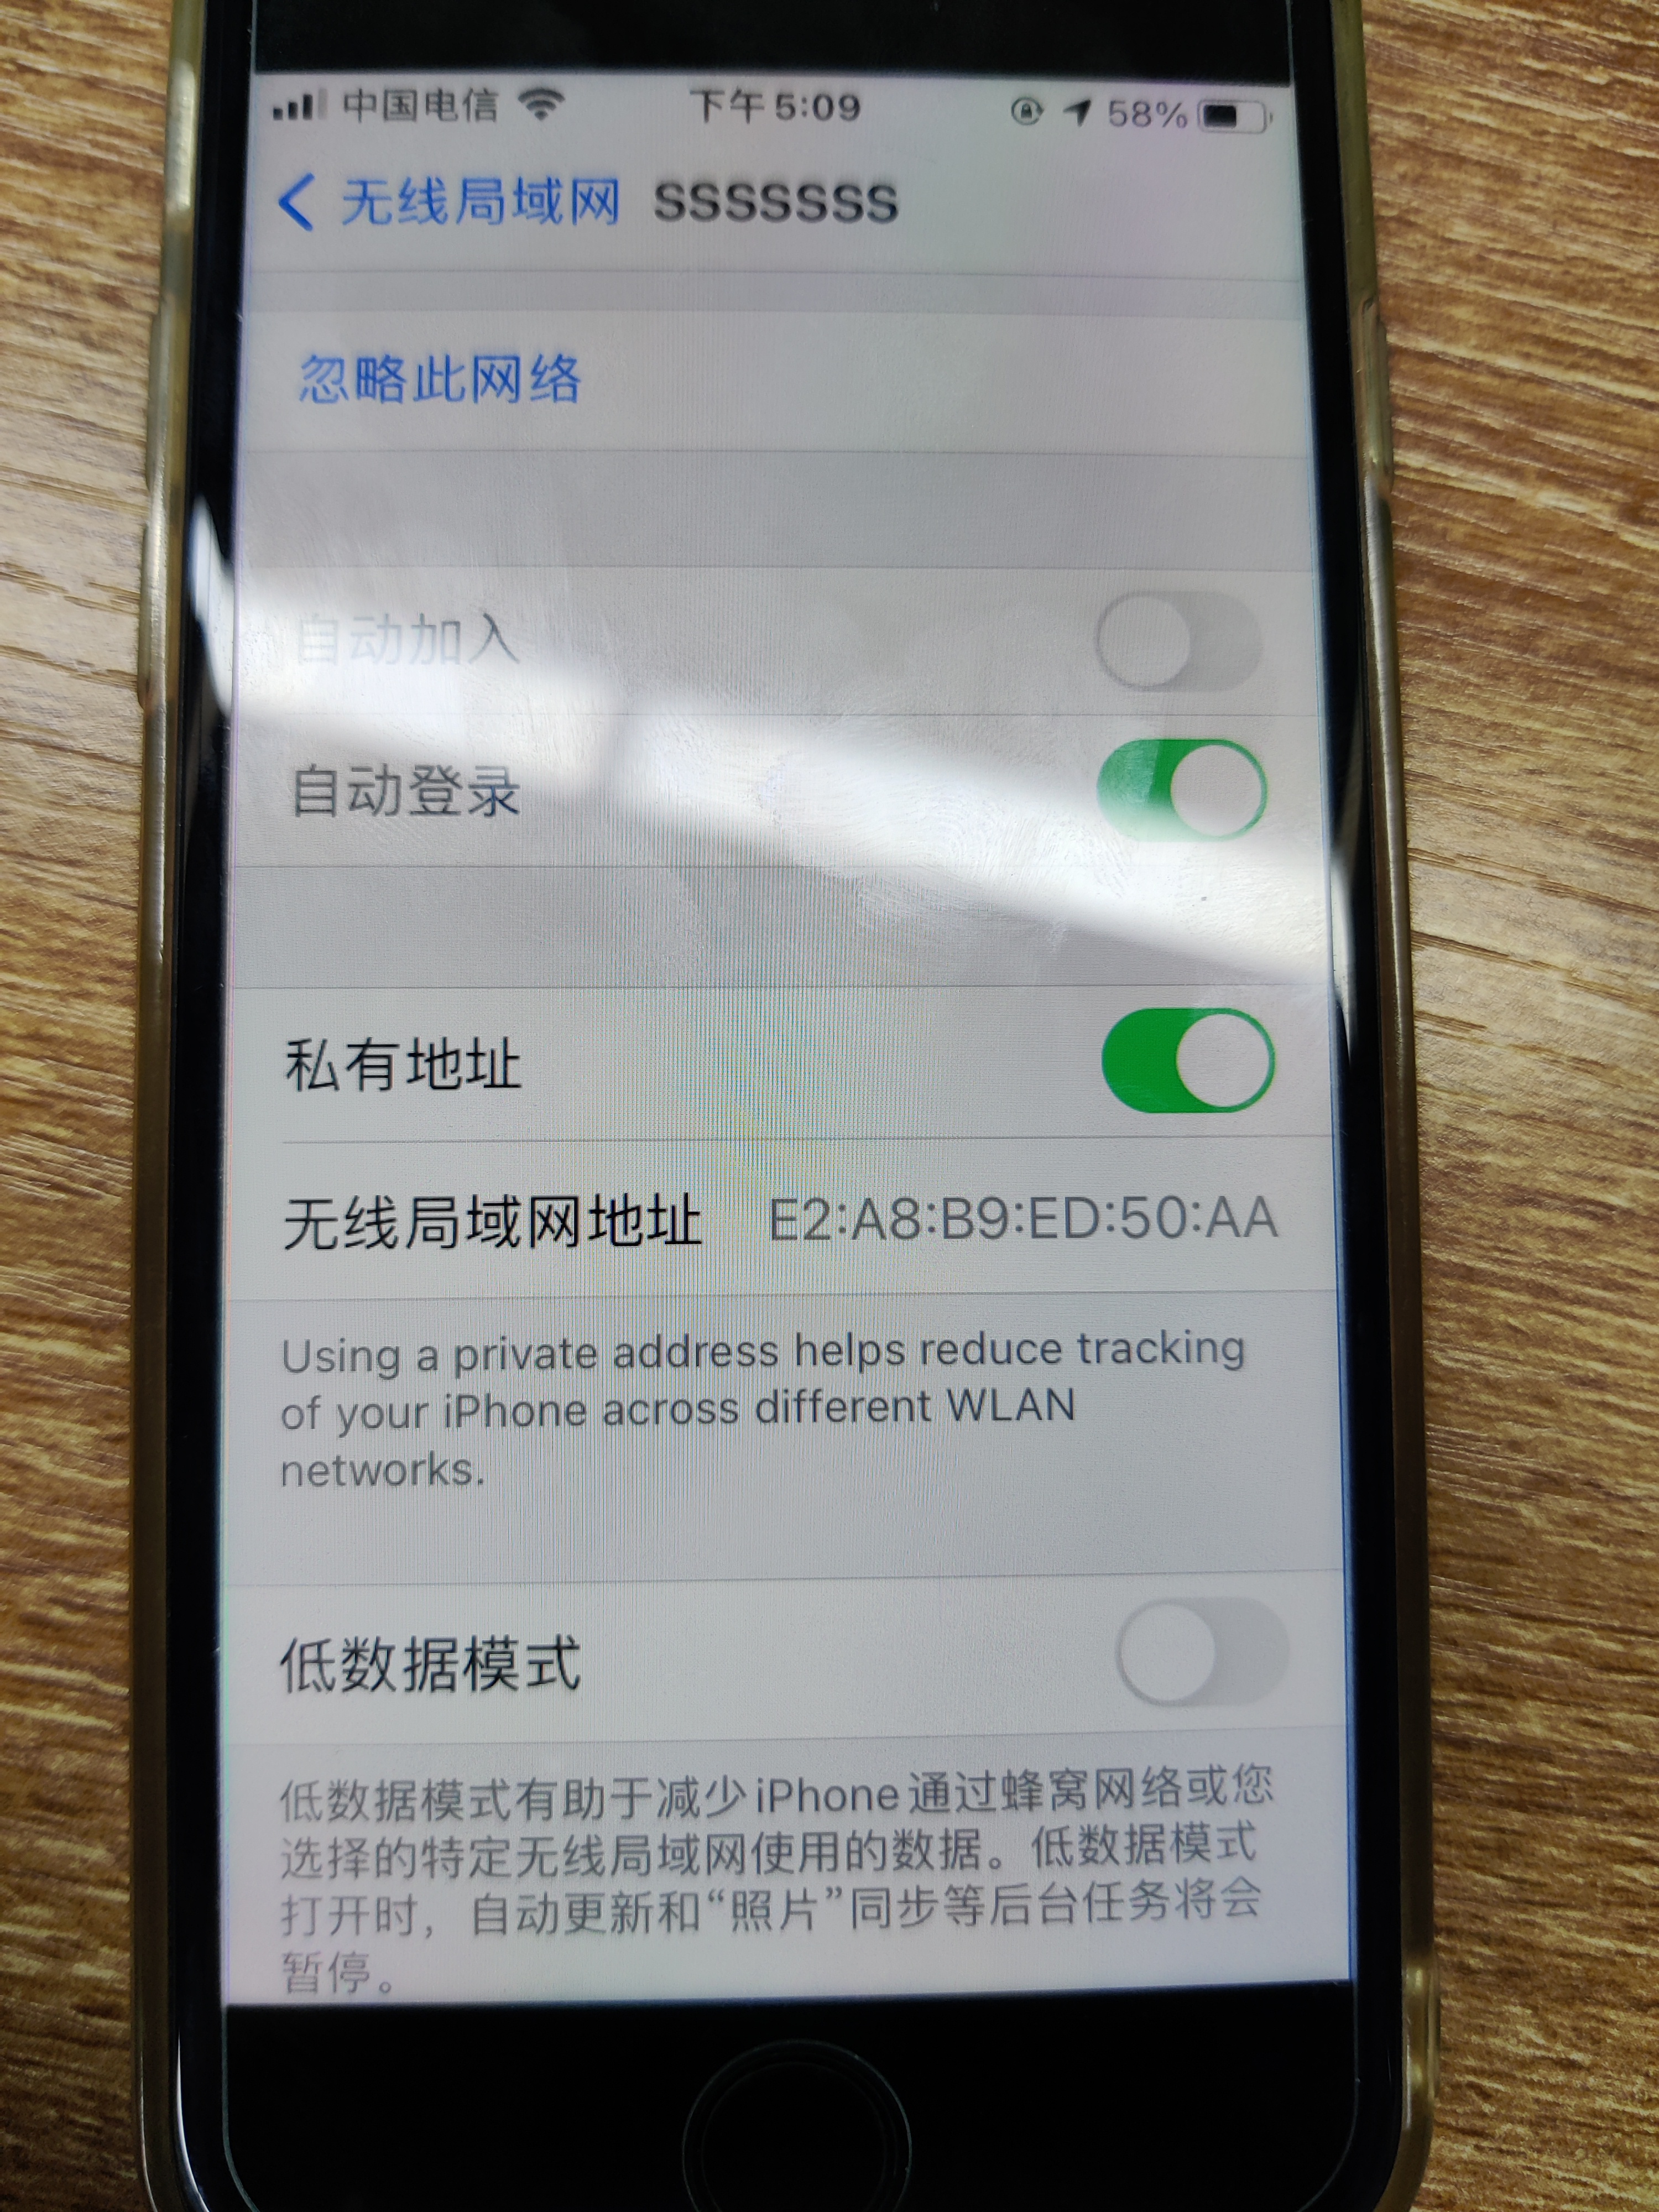 中国电信 下午5:09 58%
无线局域网 SSSSSSS
忽略此网络
自动加入
自动登录
私有地址
无线局域网地址 E2:A8:B9:ED:50:AA
Using a private address helps reduce tracking
of your iPhone across different WLAN
networks.
低数据模式
低数据模式有助于减少iPhone通过蜂窝网络或您
选择的特定无线局域网使用的数据。低数据模式
打开时，自动更新和“照片”同步等后台任务将会
暂停。